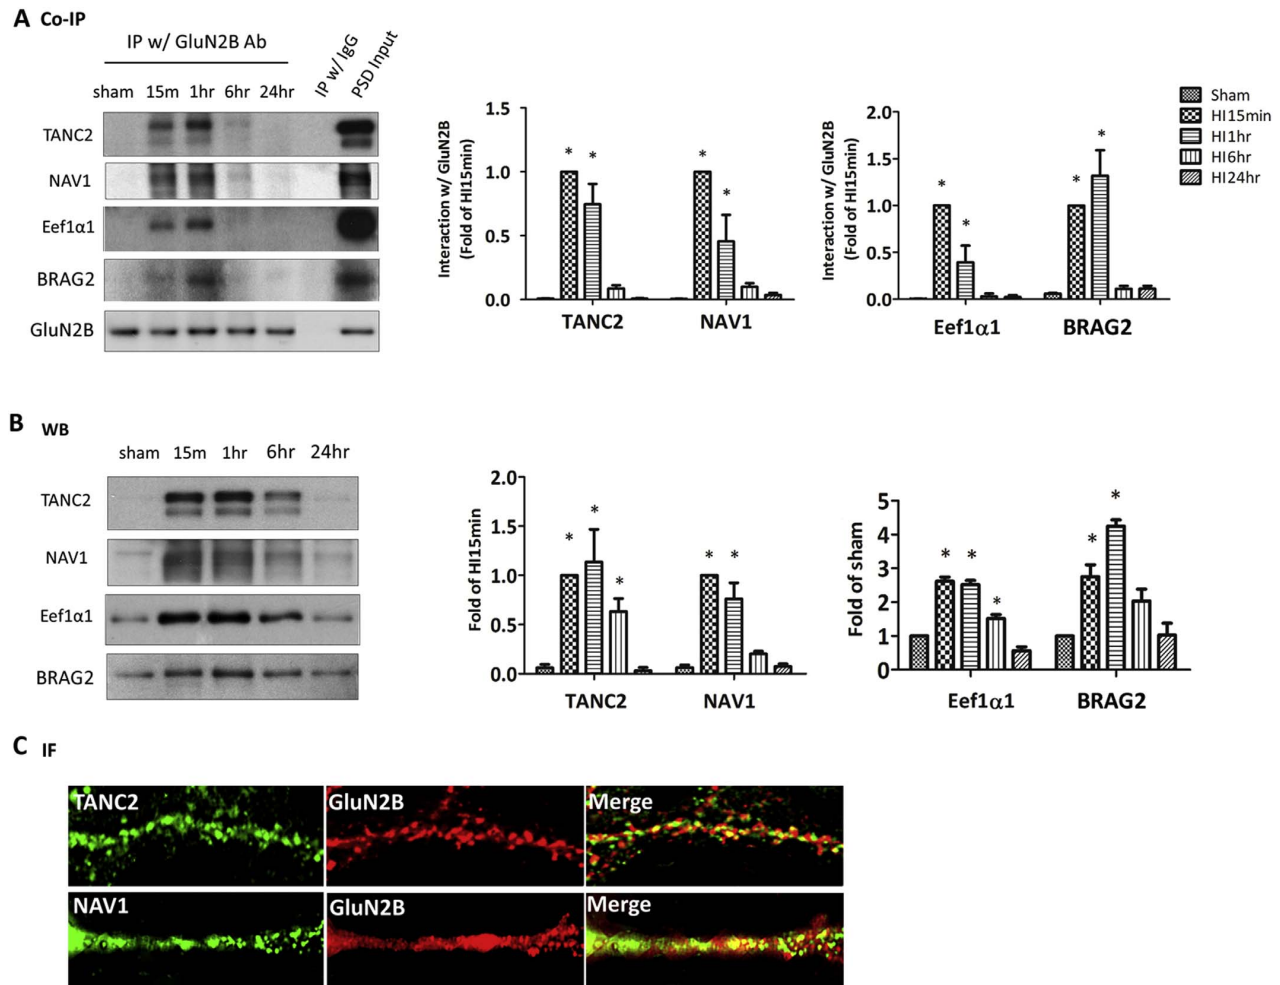 A Co-IP
IP w/ GluN2B Ab
IP w/ IgG
PSD Input
sham 15m 1hr 6hr 24hr
TANC2
NAV1
Eef1α1
BRAG2
GluN2B
Interaction w/ GluN2B
(Fold of HI15min)
1.5
1.0
0.5
0.0
* * * *
TANC2 NAV1
Interaction w/ GluN2B
(Fold of HI15min)
2.0
1.5
1.0
0.5
0.0
* * * *
Eef1α1 BRAG2
Sham
HI15min
HI1hr
HI6hr
HI24hr
B WB
sham 15m 1hr 6hr 24hr
TANC2
NAV1
Eef1α1
BRAG2
Fold of HI15min
2.0
1.5
1.0
0.5
0.0
* * * * *
TANC2 NAV1
Fold of sham
5
4
3
2
1
0
* * * * *
Eef1α1 BRAG2
C IF
TANC2 GluN2B Merge
NAV1 GluN2B Merge